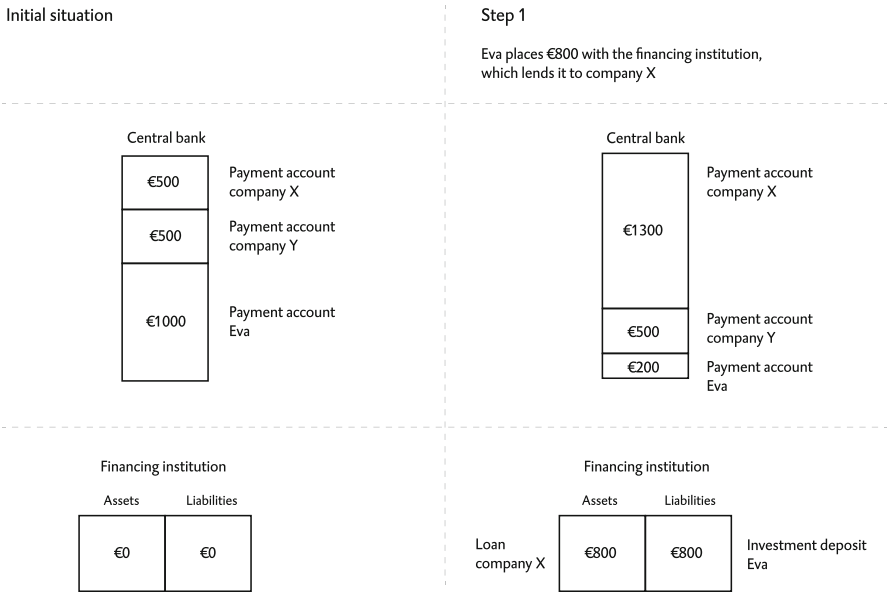 Initial situation
Step 1
Eva places €800 with the financing institution,
which lends it to company X
Central bank
€500
Payment account
company X
€500
Payment account
company Y
€1000
Payment account
Eva
Central bank
€1300
Payment account
company X
€500
Payment account
company Y
€200
Payment account
Eva
Financing institution
Assets
Liabilities
€0
€0
Financing institution
Assets
Liabilities
Loan
company X
€800
€800
Investment deposit
Eva